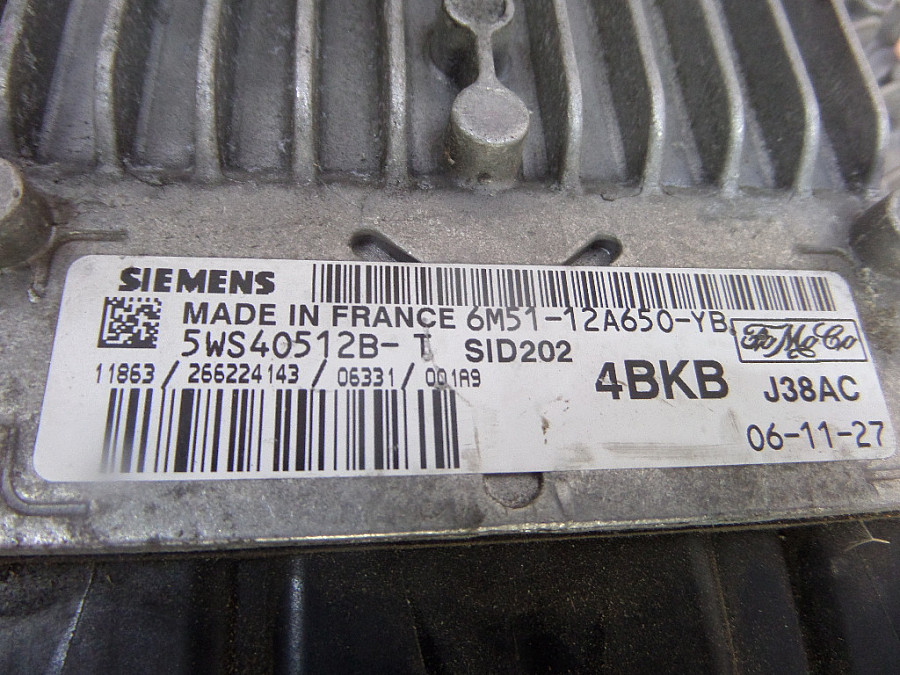 SIEMENS
MADE IN FRANCE 6M51-12A650-YB
5WS40512B-T SID202
FoMoCo
11863 / 266224143 / 06331 / 001A9
4BKB J38AC
06-11-27